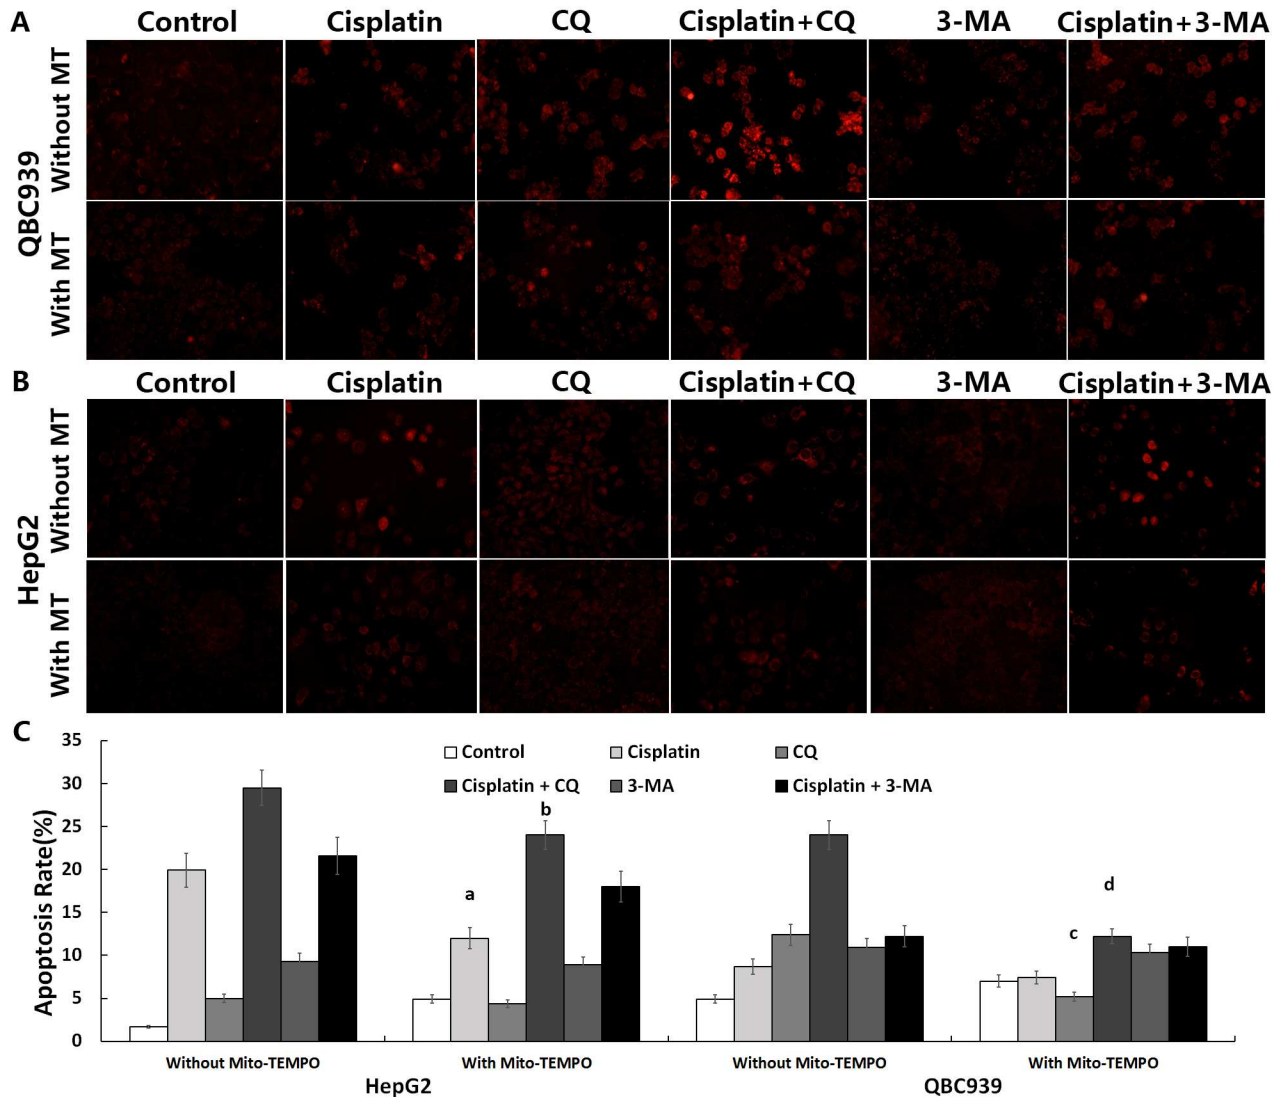 A
Control Cisplatin CQ Cisplatin+CQ 3-MA Cisplatin+3-MA
QBC939
Without MT
With MT
B
Control Cisplatin CQ Cisplatin+CQ 3-MA Cisplatin+3-MA
HepG2
Without MT
With MT
C
Apoptosis Rate(%)
35
30
25
20
15
10
5
0
Control Cisplatin CQ
Cisplatin + CQ 3-MA Cisplatin + 3-MA
a
b
c
d
Without Mito-TEMPO With Mito-TEMPO Without Mito-TEMPO With Mito-TEMPO
HepG2 QBC939